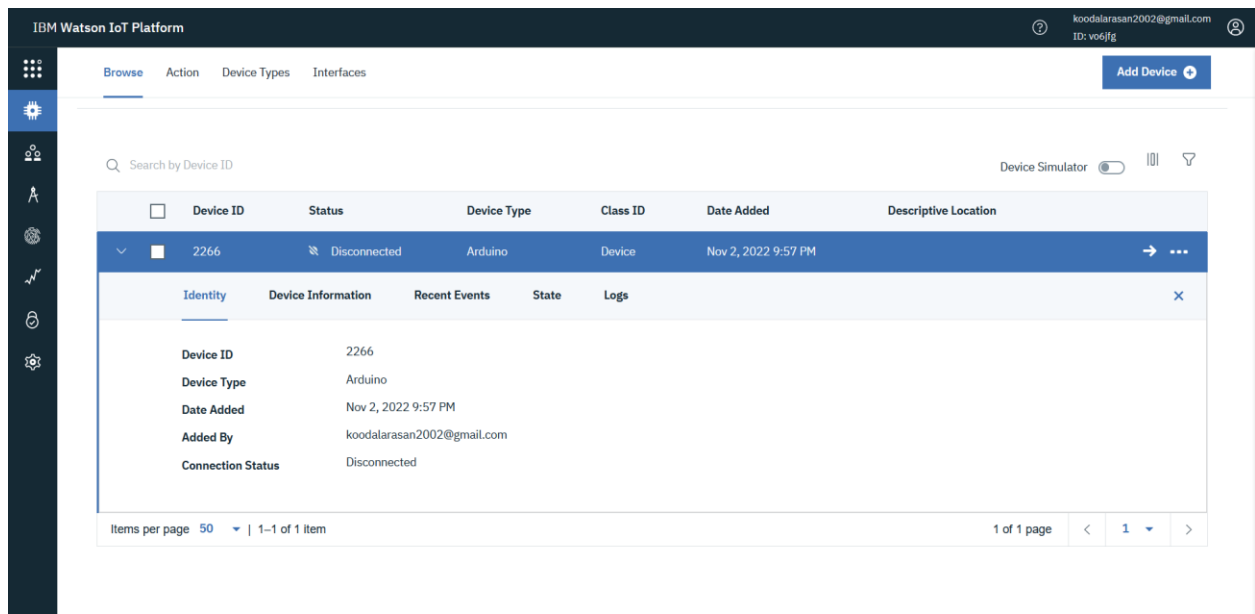 IBM Watson IoT Platform
koodalarasan2002@gmail.com
ID: vo6jfg
Browse Action Device Types Interfaces
Add Device
Search by Device ID
Device Simulator
Device ID Status Device Type Class ID Date Added Descriptive Location
2266 Disconnected Arduino Device Nov 2, 2022 9:57 PM
Identity Device Information Recent Events State Logs
Device ID 2266
Device Type Arduino
Date Added Nov 2, 2022 9:57 PM
Added By koodalarasan2002@gmail.com
Connection Status Disconnected
Items per page 50 | 1–1 of 1 item 1 of 1 page 1